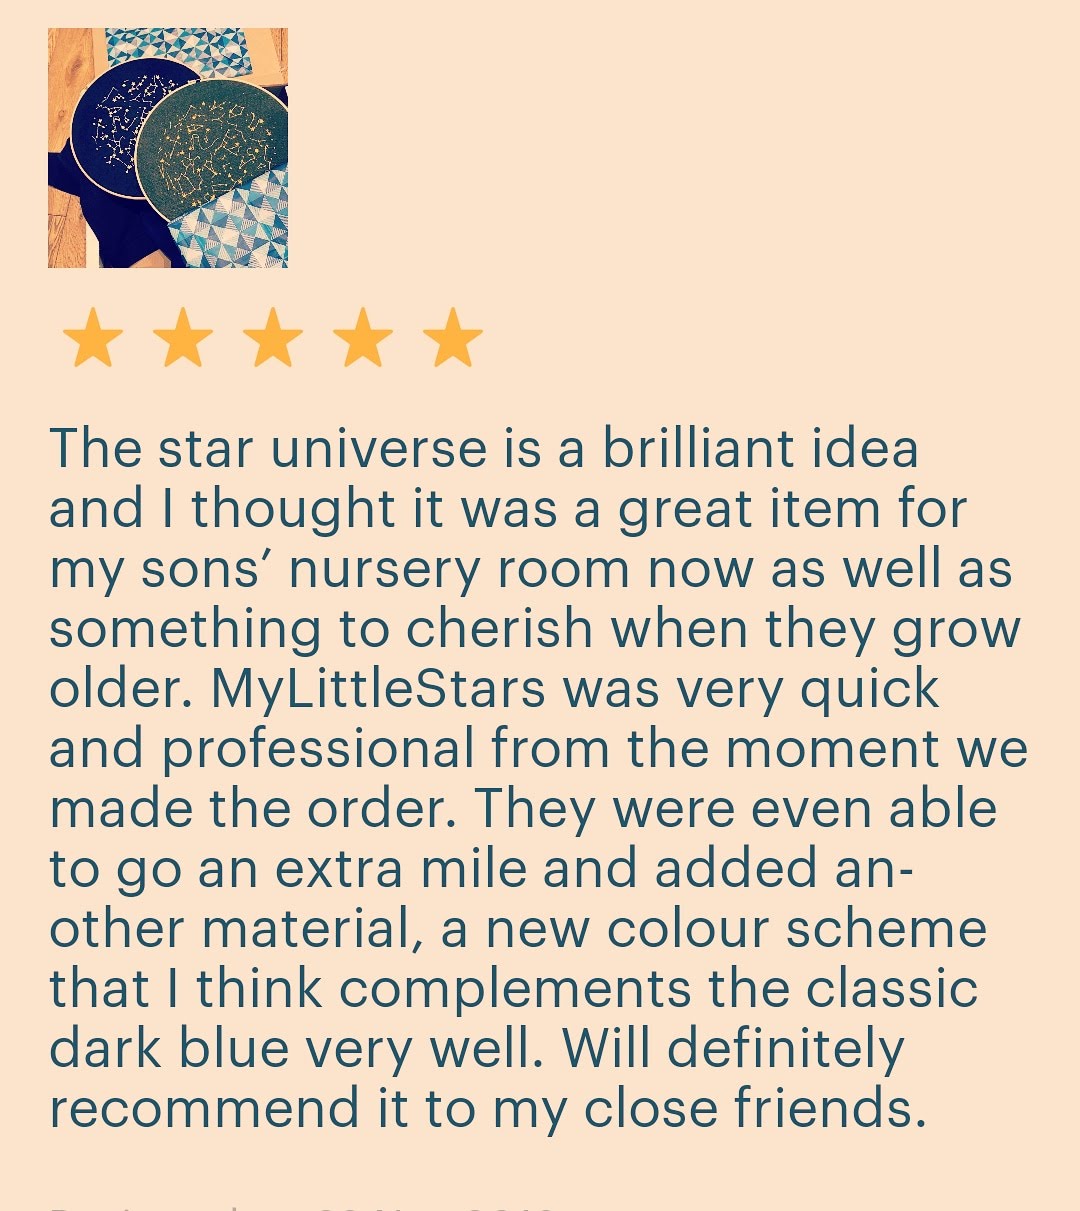 The star universe is a brilliant idea
and I thought it was a great item for
my sons’ nursery room now as well as
something to cherish when they grow
older. MyLittleStars was very quick
and professional from the moment we
made the order. They were even able
to go an extra mile and added an-
other material, a new colour scheme
that I think complements the classic
dark blue very well. Will definitely
recommend it to my close friends.